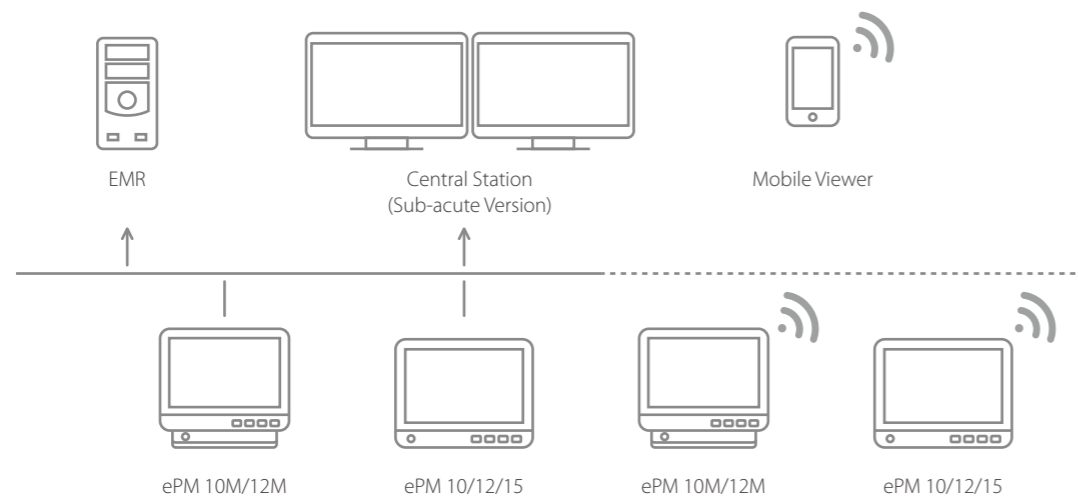 EMR
Central Station
(Sub-acute Version)
Mobile Viewer
ePM 10M/12M
ePM 10/12/15
ePM 10M/12M
ePM 10/12/15